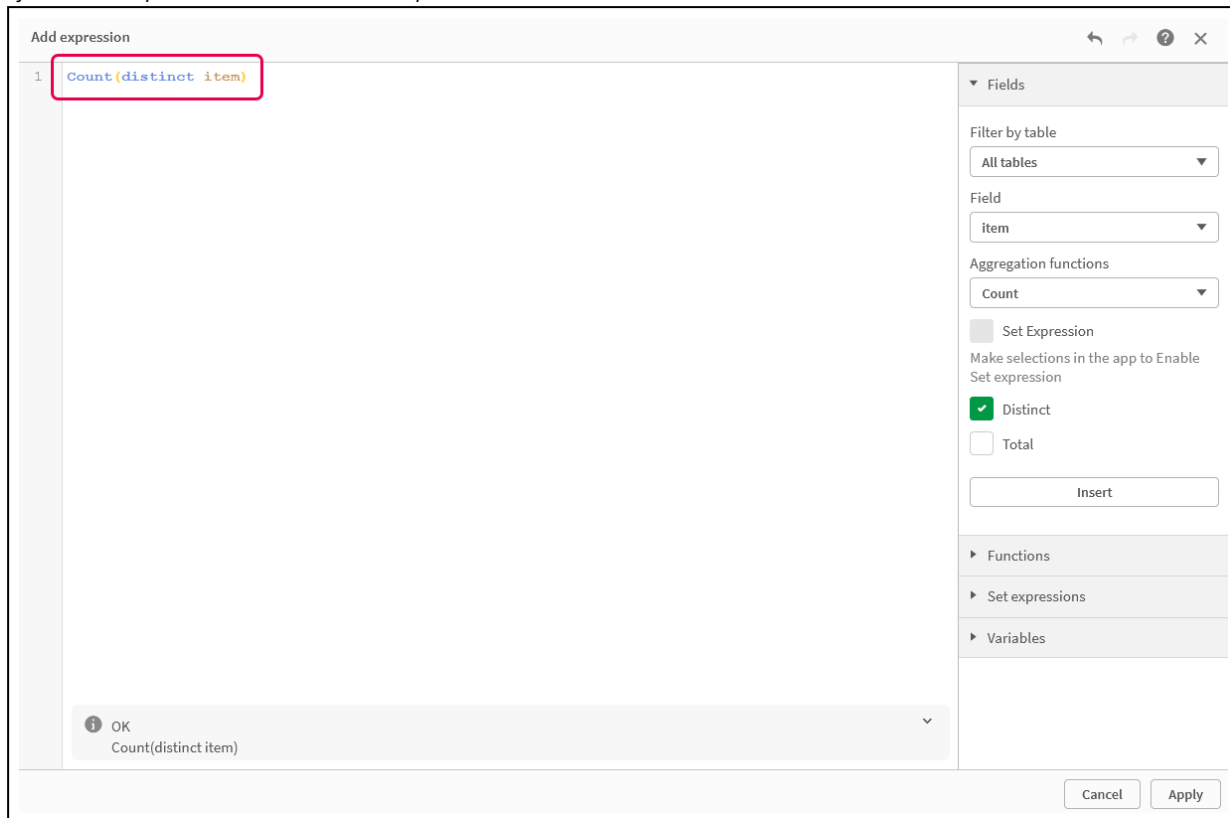 Add expression
1 Count(distinct item)
Fields
Filter by table
All tables
Field
item
Aggregation functions
Count
Set Expression
Make selections in the app to Enable
Set expression
Distinct
Total
Insert
Functions
Set expressions
Variables
OK
Count(distinct item)
Cancel Apply